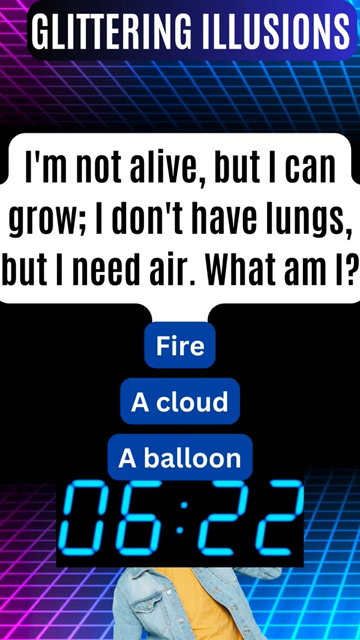 GLITTERING ILLUSIONS
I'm not alive, but I can
grow; I don't have lungs,
but I need air. What am I?
Fire
A cloud
A balloon
06:22